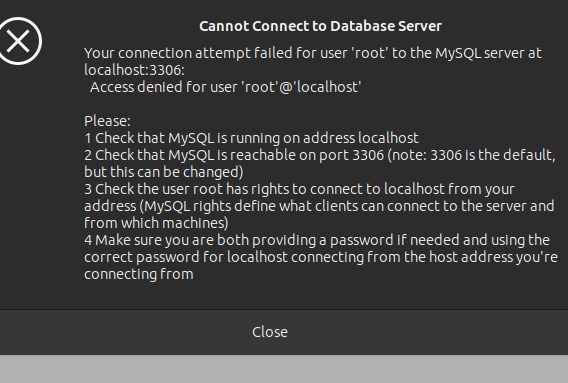 Cannot Connect to Database Server
Your connection attempt failed for user 'root' to the MySQL server at
localhost:3306:
Access denied for user 'root'@'localhost'
Please:
1 Check that MySQL is running on address localhost
2 Check that MySQL is reachable on port 3306 (note: 3306 is the default,
but this can be changed)
3 Check the user root has rights to connect to localhost from your
address (MySQL rights define what clients can connect to the server and
from which machines)
4 Make sure you are both providing a password if needed and using the
correct password for localhost connecting from the host address you're
connecting from
Close